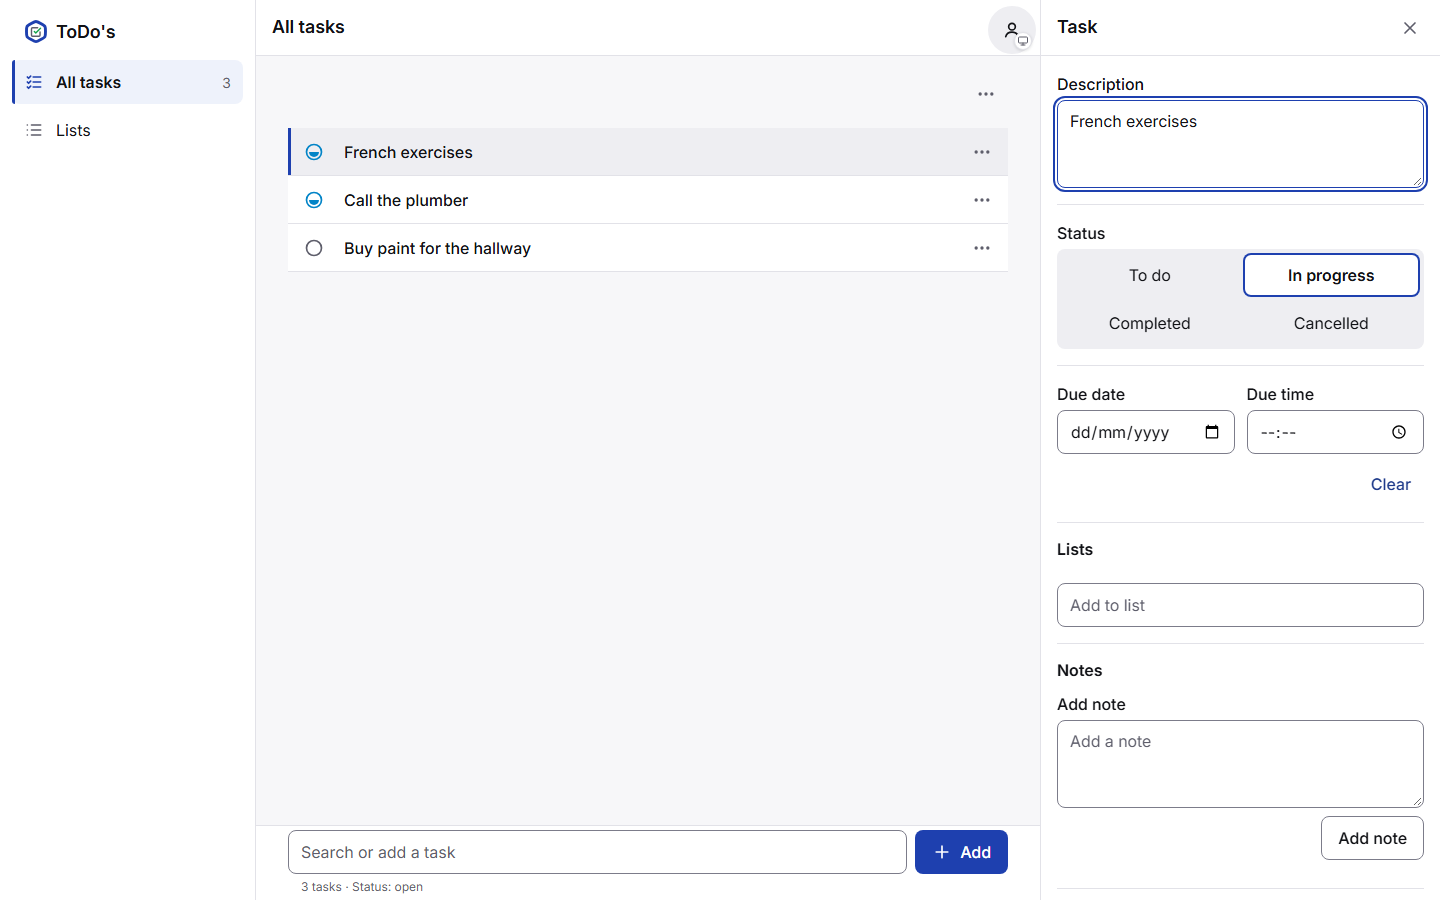 ToDo's
All tasks 3
Lists
All tasks
French exercises
Call the plumber
Buy paint for the hallway
Search or add a task
Add
3 tasks · Status: open
Task
Description
French exercises
Status
To do In progress
Completed Cancelled
Due date Due time
dd/mm/yyyy --:--
Clear
Lists
Add to list
Notes
Add note
Add a note
Add note